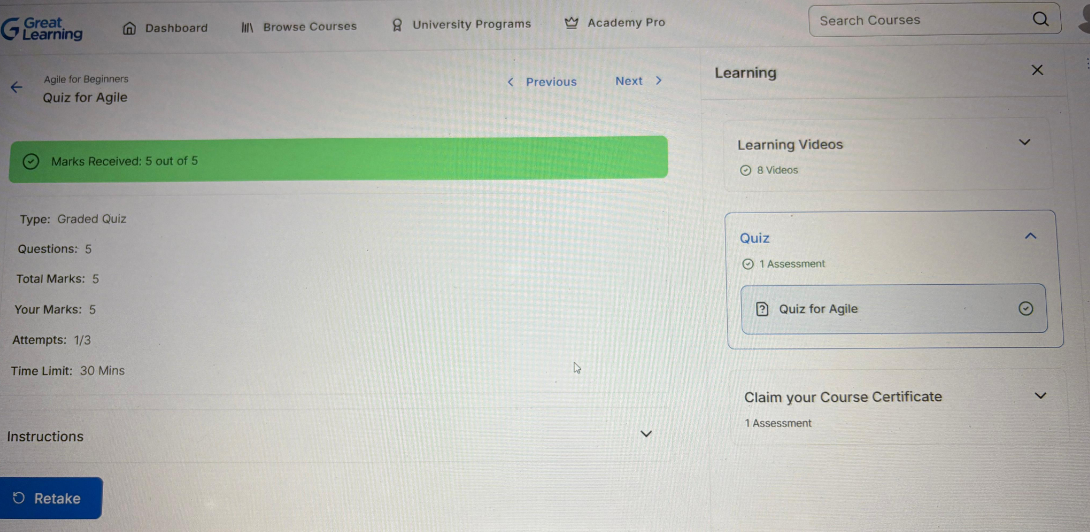 Great Learning
Dashboard
Browse Courses
University Programs
Academy Pro
Search Courses
Agile for Beginners
Quiz for Agile
Previous
Next
Marks Received: 5 out of 5
Type: Graded Quiz
Questions: 5
Total Marks: 5
Your Marks: 5
Attempts: 1/3
Time Limit: 30 Mins
Instructions
Retake
Learning
Learning Videos
8 Videos
Quiz
1 Assessment
Quiz for Agile
Claim your Course Certificate
1 Assessment